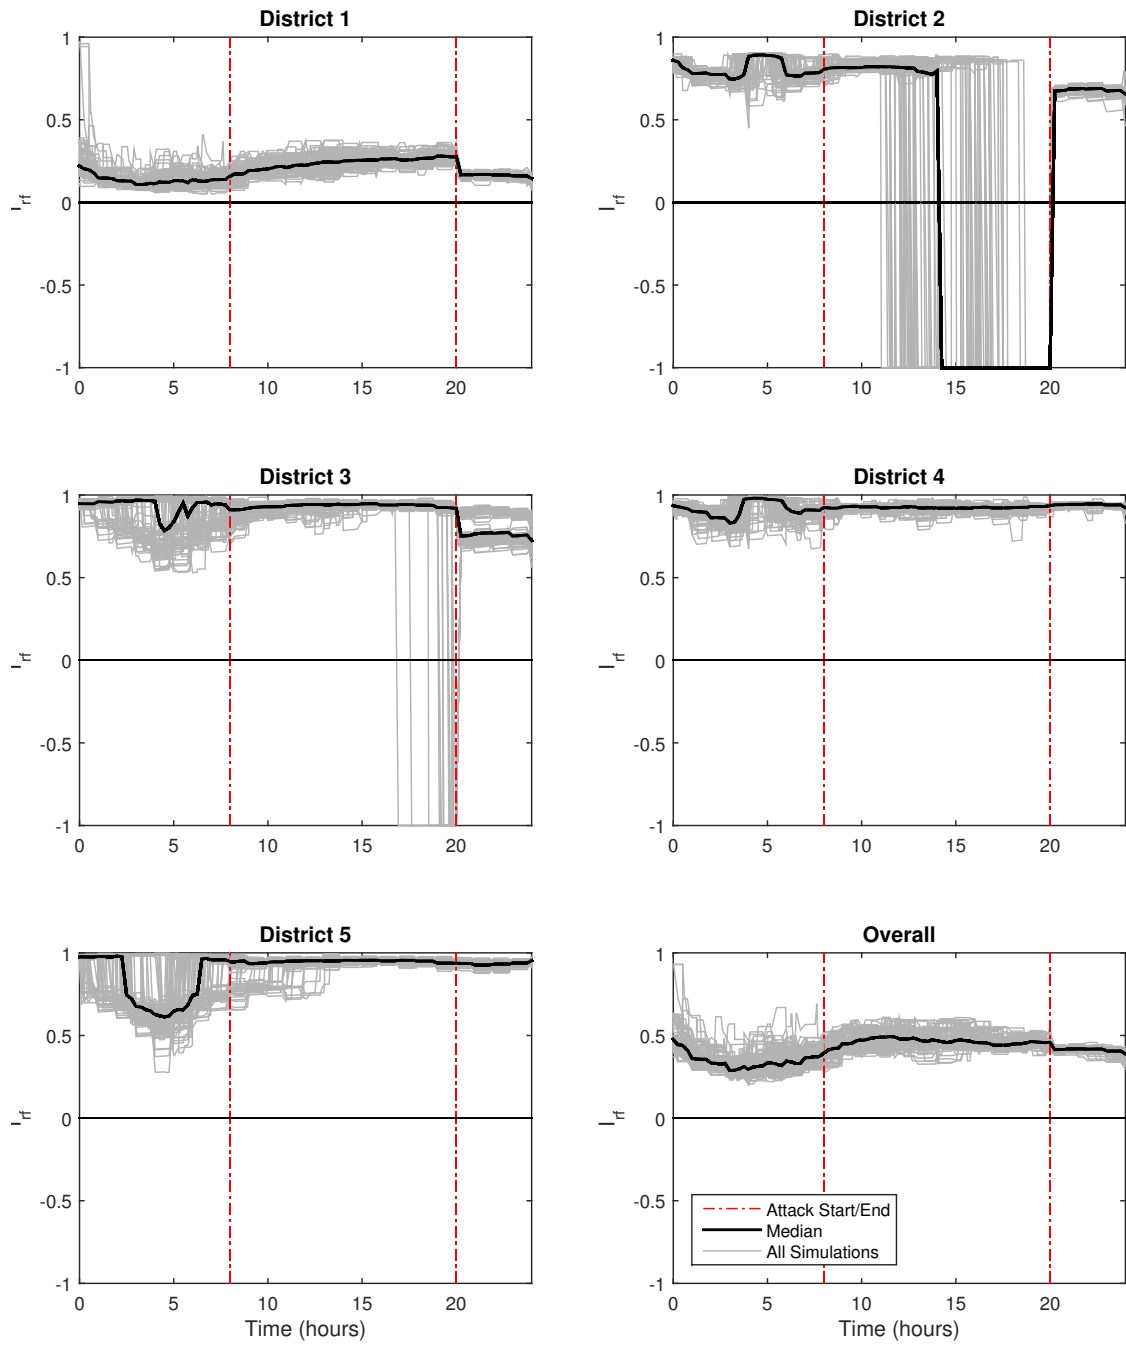 District 1
1
0.5
0
-0.5
-1
0 5 10 15 20
I_rf
District 2
1
0.5
0
-0.5
-1
0 5 10 15 20
I_rf
District 3
1
0.5
0
-0.5
-1
0 5 10 15 20
I_rf
District 4
1
0.5
0
-0.5
-1
0 5 10 15 20
I_rf
District 5
1
0.5
0
-0.5
-1
0 5 10 15 20
I_rf
Time (hours)
Overall
1
0.5
0
-0.5
-1
0 5 10 15 20
I_rf
Time (hours)
Attack Start/End
Median
All Simulations